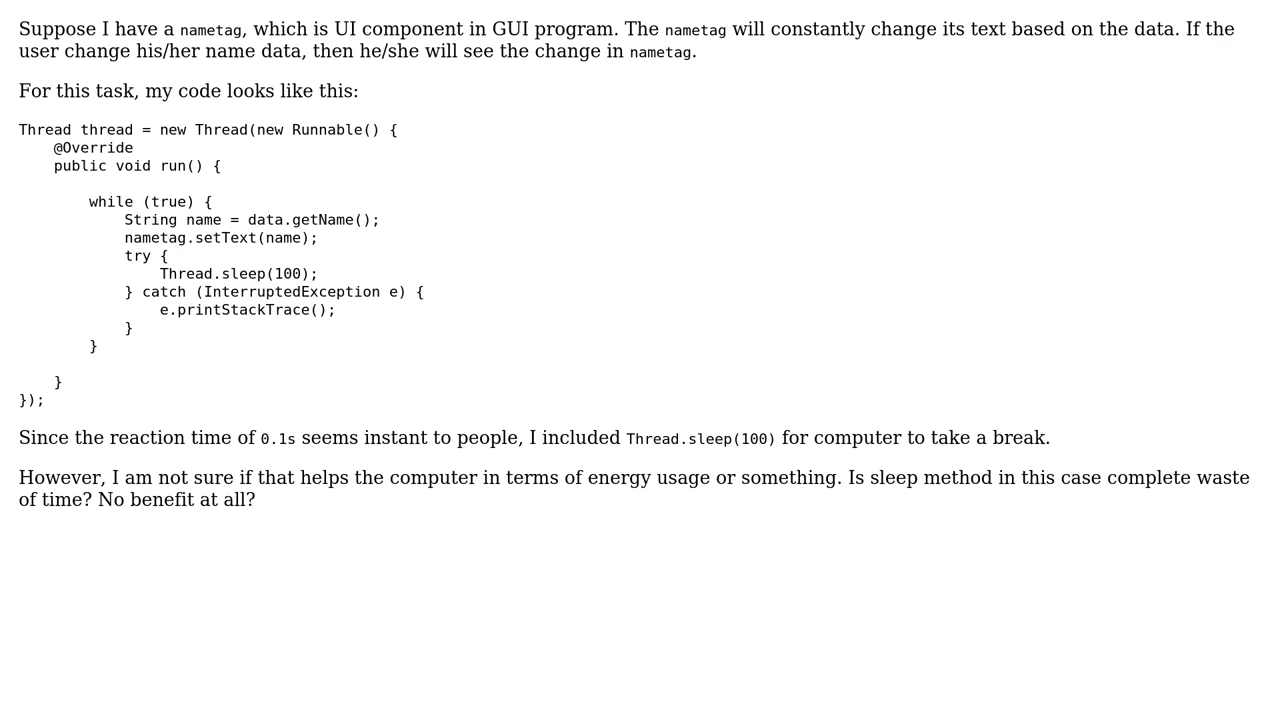 Suppose I have a nametag, which is UI component in GUI program. The nametag will constantly change its text based on the data. If the
user change his/her name data, then he/she will see the change in nametag.
For this task, my code looks like this:
Thread thread = new Thread(new Runnable() {
    @Override
    public void run() {
        while (true) {
            String name = data.getName();
            nametag.setText(name);
            try {
                Thread.sleep(100);
            } catch (InterruptedException e) {
                e.printStackTrace();
            }
        }
    }
});
Since the reaction time of 0.1s seems instant to people, I included Thread.sleep(100) for computer to take a break.
However, I am not sure if that helps the computer in terms of energy usage or something. Is sleep method in this case complete waste
of time? No benefit at all?